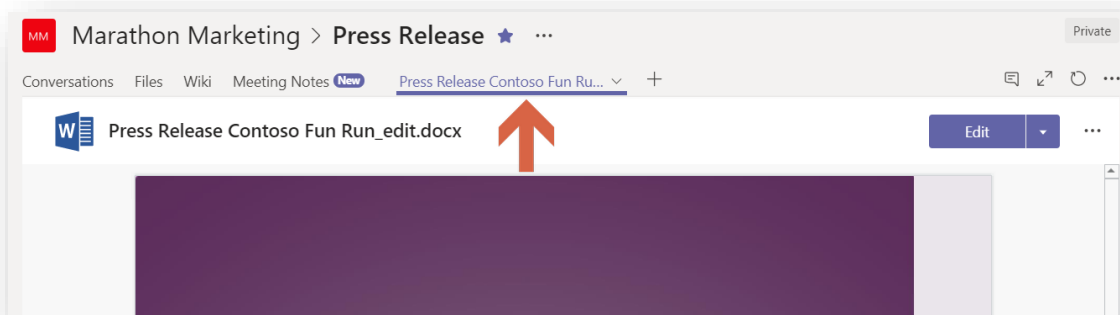 MM Marathon Marketing > Press Release
Private
Conversations Files Wiki Meeting Notes New Press Release Contoso Fun Ru...
W Press Release Contoso Fun Run_edit.docx
Edit